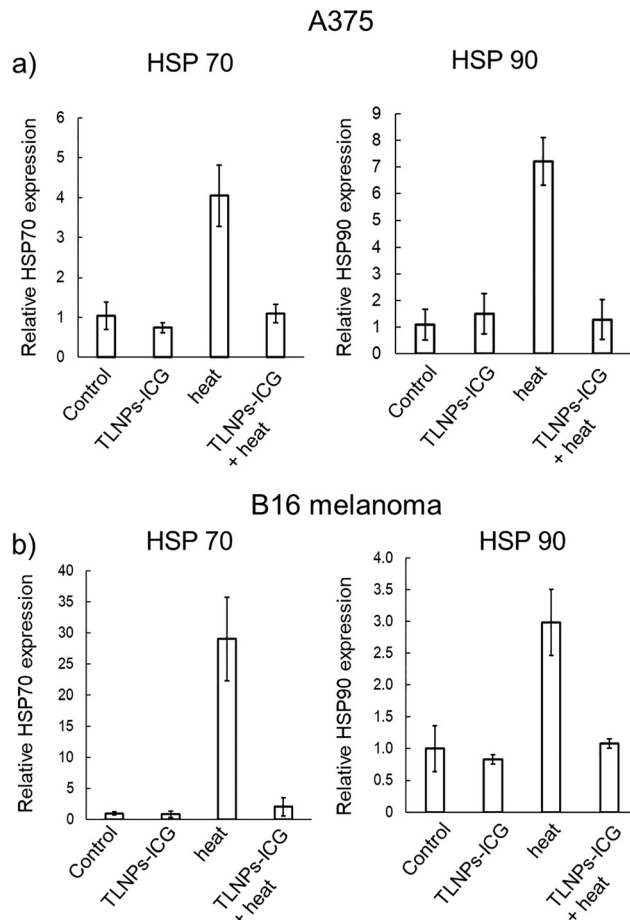 A375
a)
HSP 70
HSP 90
Relative HSP70 expression
6
5
4
3
2
1
0
Control
TLNPs-ICG
heat
TLNPs-ICG
+ heat
Relative HSP90 expression
9
8
7
6
5
4
3
2
1
0
Control
TLNPs-ICG
heat
TLNPs-ICG
+ heat
B16 melanoma
b)
HSP 70
HSP 90
Relative HSP70 expression
40
35
30
25
20
15
10
5
0
Control
TLNPs-ICG
heat
TLNPs-ICG
+ heat
Relative HSP90 expression
4.0
3.5
3.0
2.5
2.0
1.5
1.0
0.5
0
Control
TLNPs-ICG
heat
TLNPs-ICG
+ heat